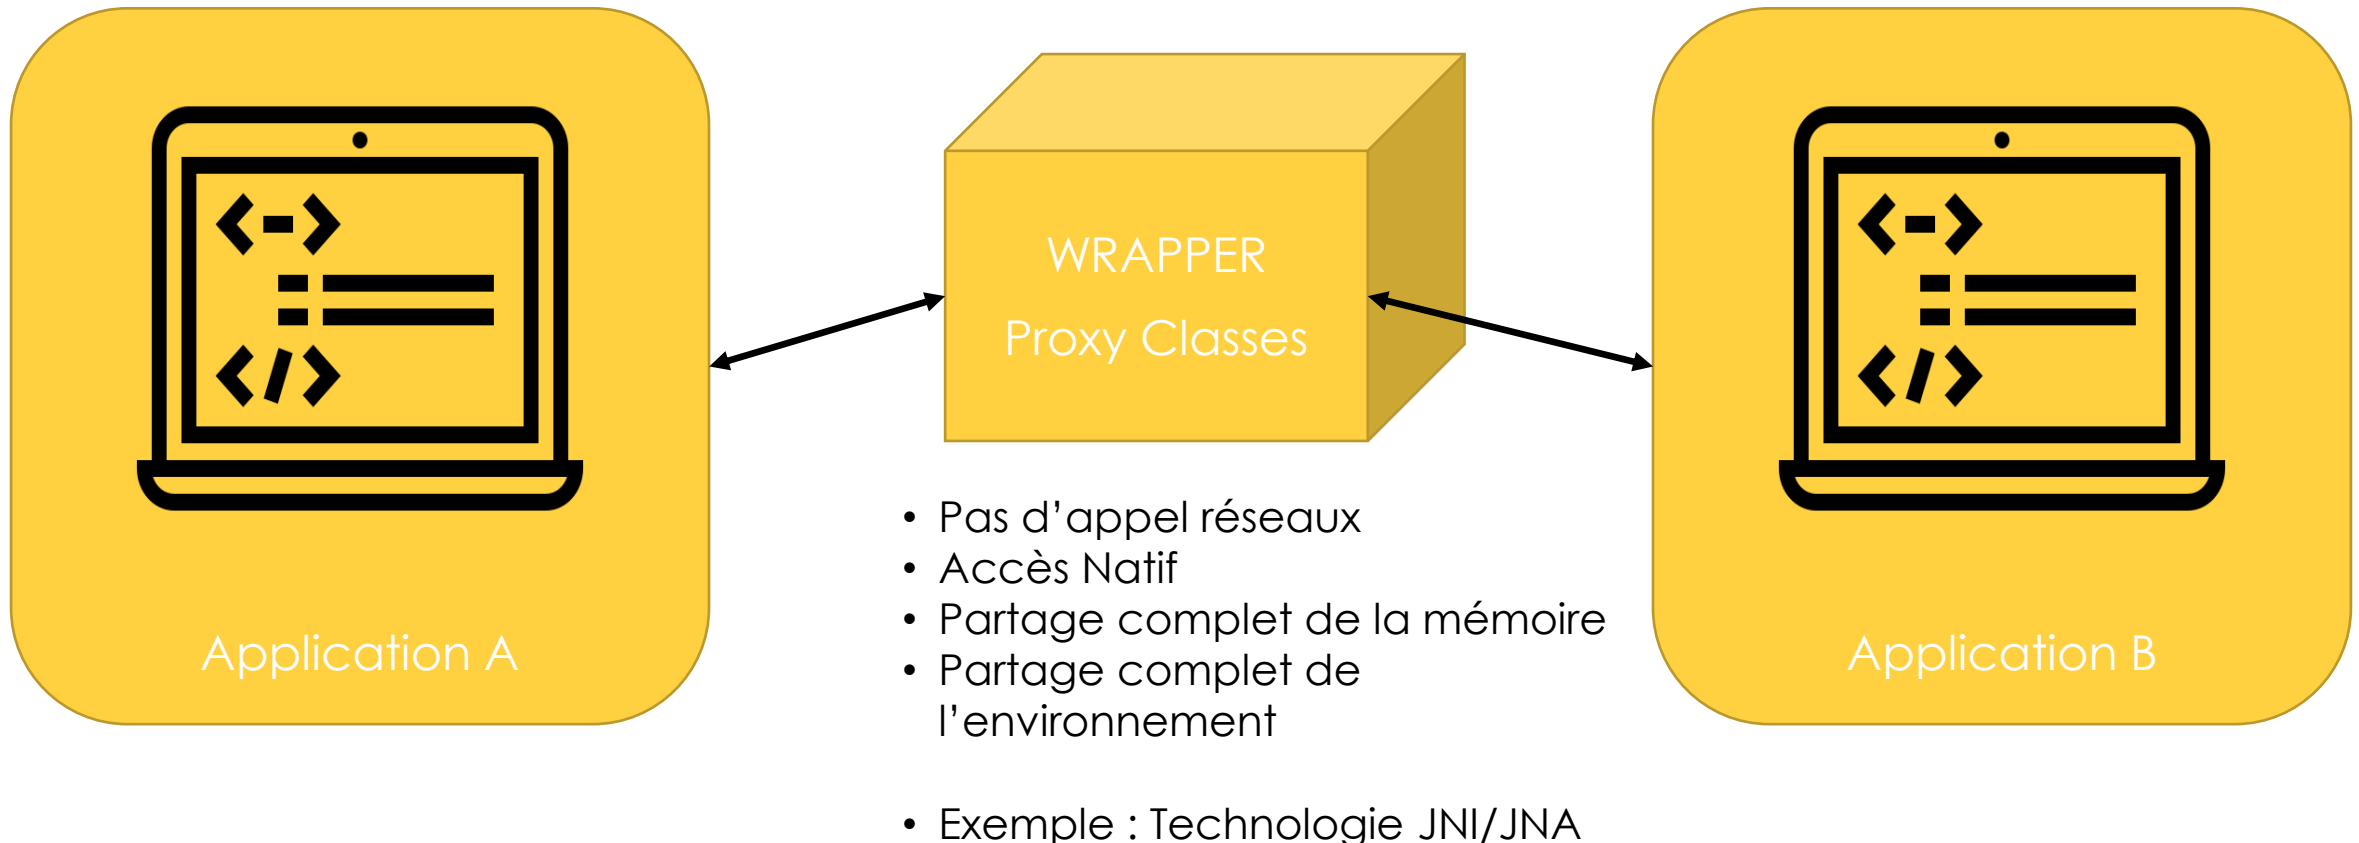 WRAPPER
Proxy Classes
• Pas d’appel réseaux
• Accès Natif
• Partage complet de la mémoire
• Partage complet de
l’environnement
• Exemple : Technologie JNI/JNA
Application A
Application B